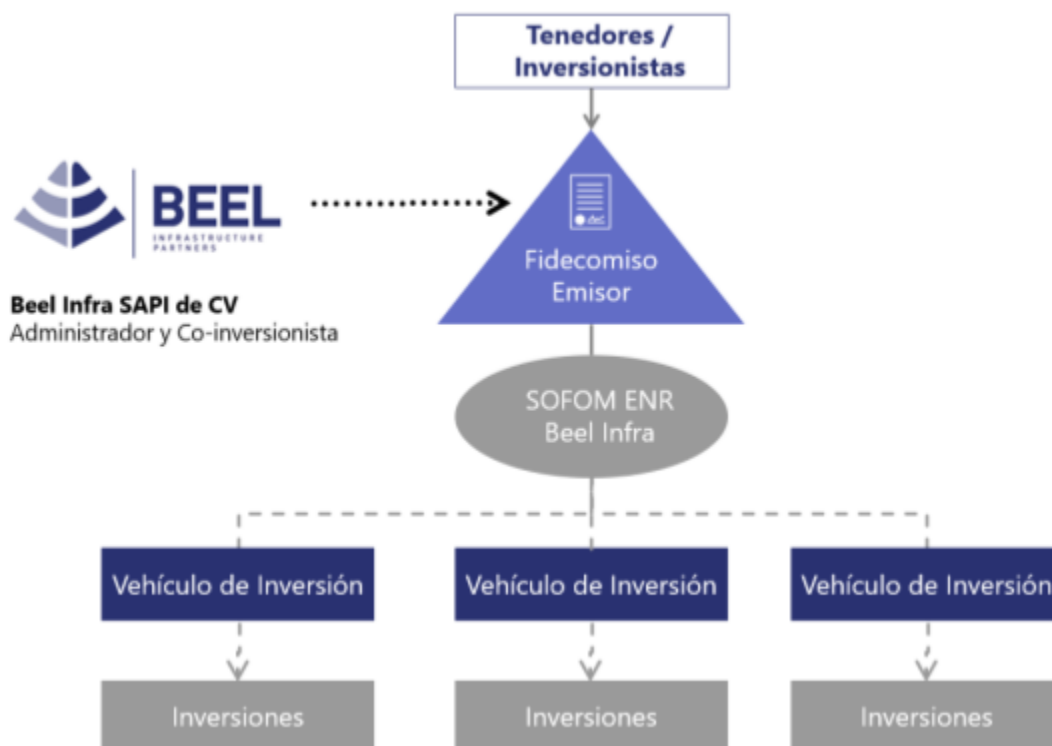 Tenedores /
Inversionistas
BEEL
INFRASTRUCTURE
PARTNERS
Fidecomiso
Emisor
Beel Infra SAPI de CV
Administrador y Co-inversionista
SOFOM ENR
Beel Infra
Vehículo de Inversión
Vehículo de Inversión
Vehículo de Inversión
Inversiones
Inversiones
Inversiones